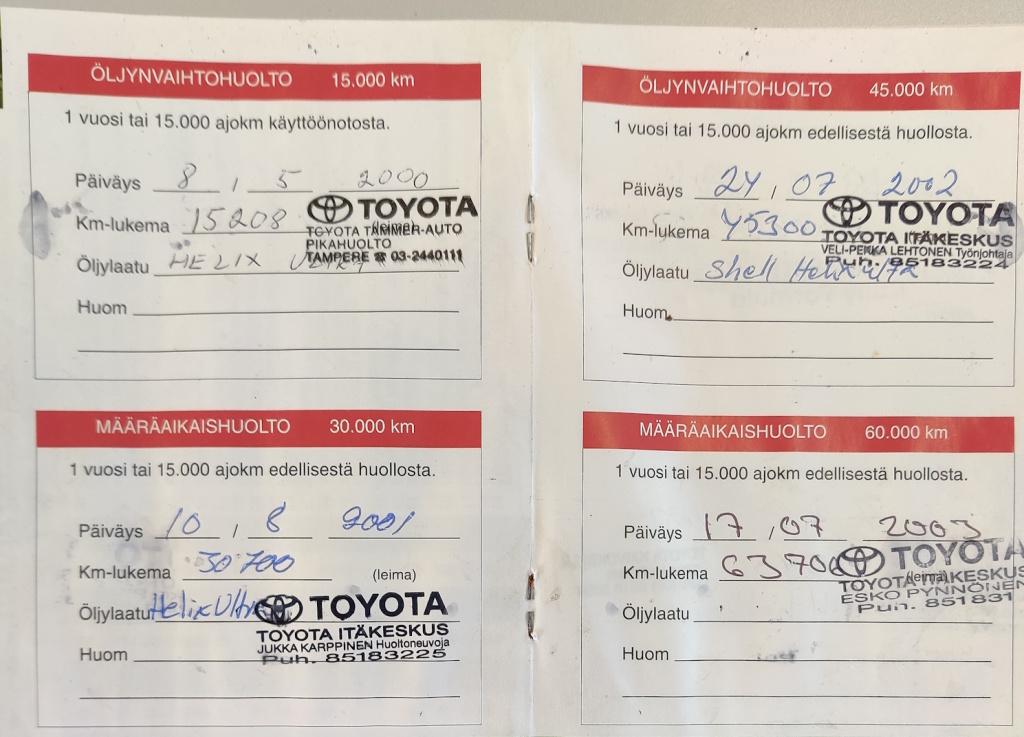 ÖLJYNVAIHTOHUOLTO 15.000 km
1 vuosi tai 15.000 ajokm käyttöönotosta.
Päiväys 8 / 5 2000
Km-lukema 15208 (leima)
TOYOTA
TOYOTA TAMMER-AUTO
PIKAHUOLTO
TAMPERE ☎ 03-2440111
Öljylaatu HELIX ULTRA
Huom
MÄÄRÄAIKAISHUOLTO 30.000 km
1 vuosi tai 15.000 ajokm edellisestä huollosta.
Päiväys 10 / 8 2001
Km-lukema 30700 (leima)
Öljylaatu Helix Ultra
TOYOTA
TOYOTA ITÄKESKUS
JUKKA KARPPINEN Huoltoneuvoja
Puh. 85183225
Huom
ÖLJYNVAIHTOHUOLTO 45.000 km
1 vuosi tai 15.000 ajokm edellisestä huollosta.
Päiväys 24 / 07 2002
Km-lukema 45300
TOYOTA
TOYOTA ITÄKESKUS
VELI-PEKKA LEHTONEN Työnjohtaja
Puh. 85183224
Öljylaatu Shell Helix ulta
Huom
MÄÄRÄAIKAISHUOLTO 60.000 km
1 vuosi tai 15.000 ajokm edellisestä huollosta.
Päiväys 17 / 07 2003
Km-lukema 63700 (leima)
TOYOTA
TOYOTA ITÄKESKUS
ESKO PYNNÖNEN
Puh. 851831
Öljylaatu
Huom